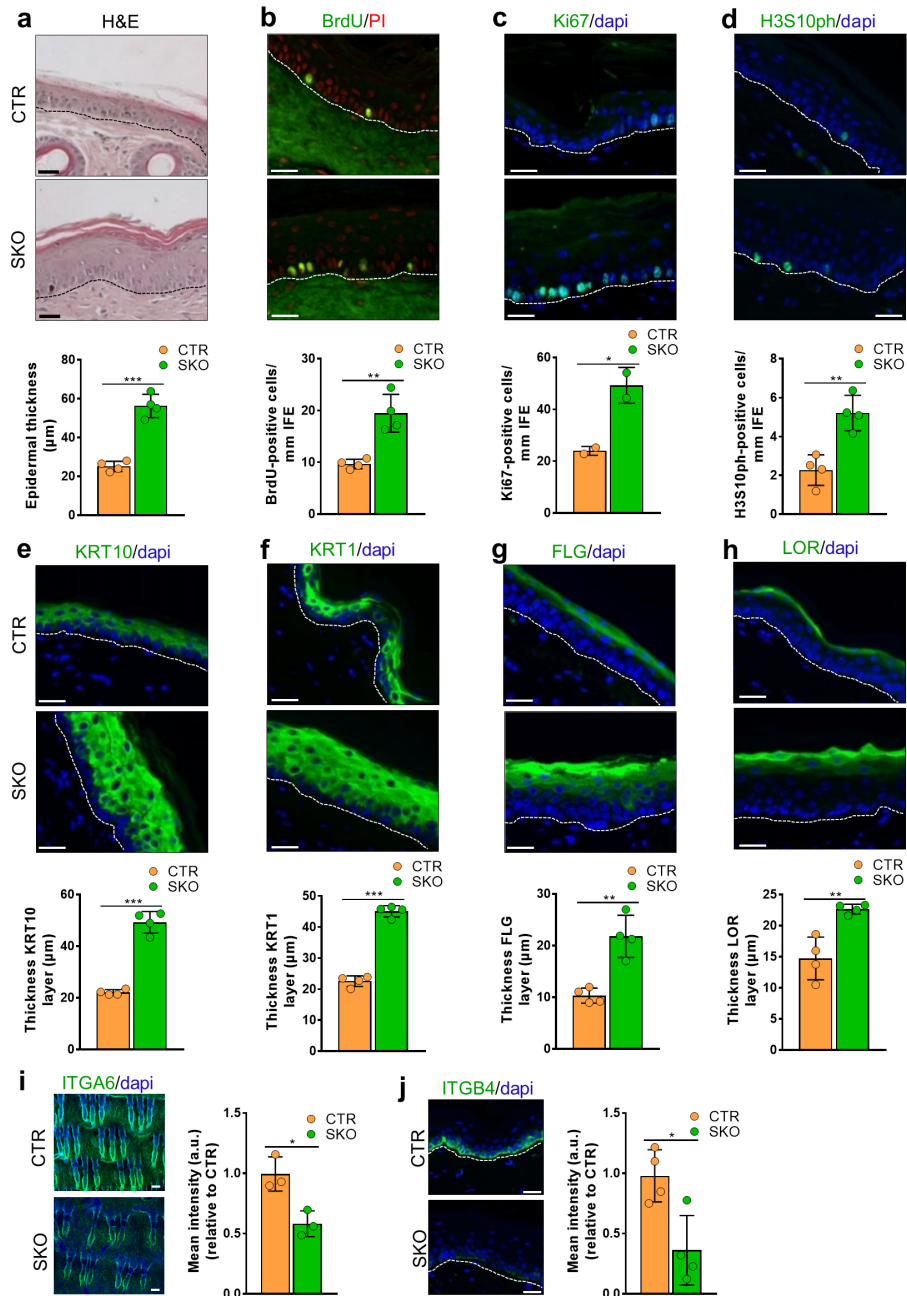 a
H&E
b
BrdU/PI
c
Ki67/dapi
d
H3S10ph/dapi
CTR
SKO
CTR
SKO
Epidermal thickness
(µm)
80
60
40
20
0
***
CTR
SKO
BrdU-positive cells/
mm IFE
30
20
10
0
**
CTR
SKO
Ki67-positive cells/
mm IFE
60
40
20
0
*
CTR
SKO
H3S10ph-positive cells/
mm IFE
8
6
4
2
0
**
e
KRT10/dapi
f
KRT1/dapi
g
FLG/dapi
h
LOR/dapi
CTR
SKO
CTR
SKO
Thickness KRT10
layer (µm)
60
40
20
0
***
CTR
SKO
Thickness KRT1
layer (µm)
50
40
30
20
10
0
***
CTR
SKO
Thickness FLG
layer (µm)
30
20
10
0
**
CTR
SKO
Thickness LOR
layer (µm)
25
20
15
10
5
0
**
i
ITGA6/dapi
CTR
SKO
CTR
SKO
Mean intensity (a.u.)
(relative to CTR)
1.5
1.0
0.5
0.0
*
j
ITGB4/dapi
CTR
SKO
CTR
SKO
Mean intensity (a.u.)
(relative to CTR)
1.5
1.0
0.5
0.0
*